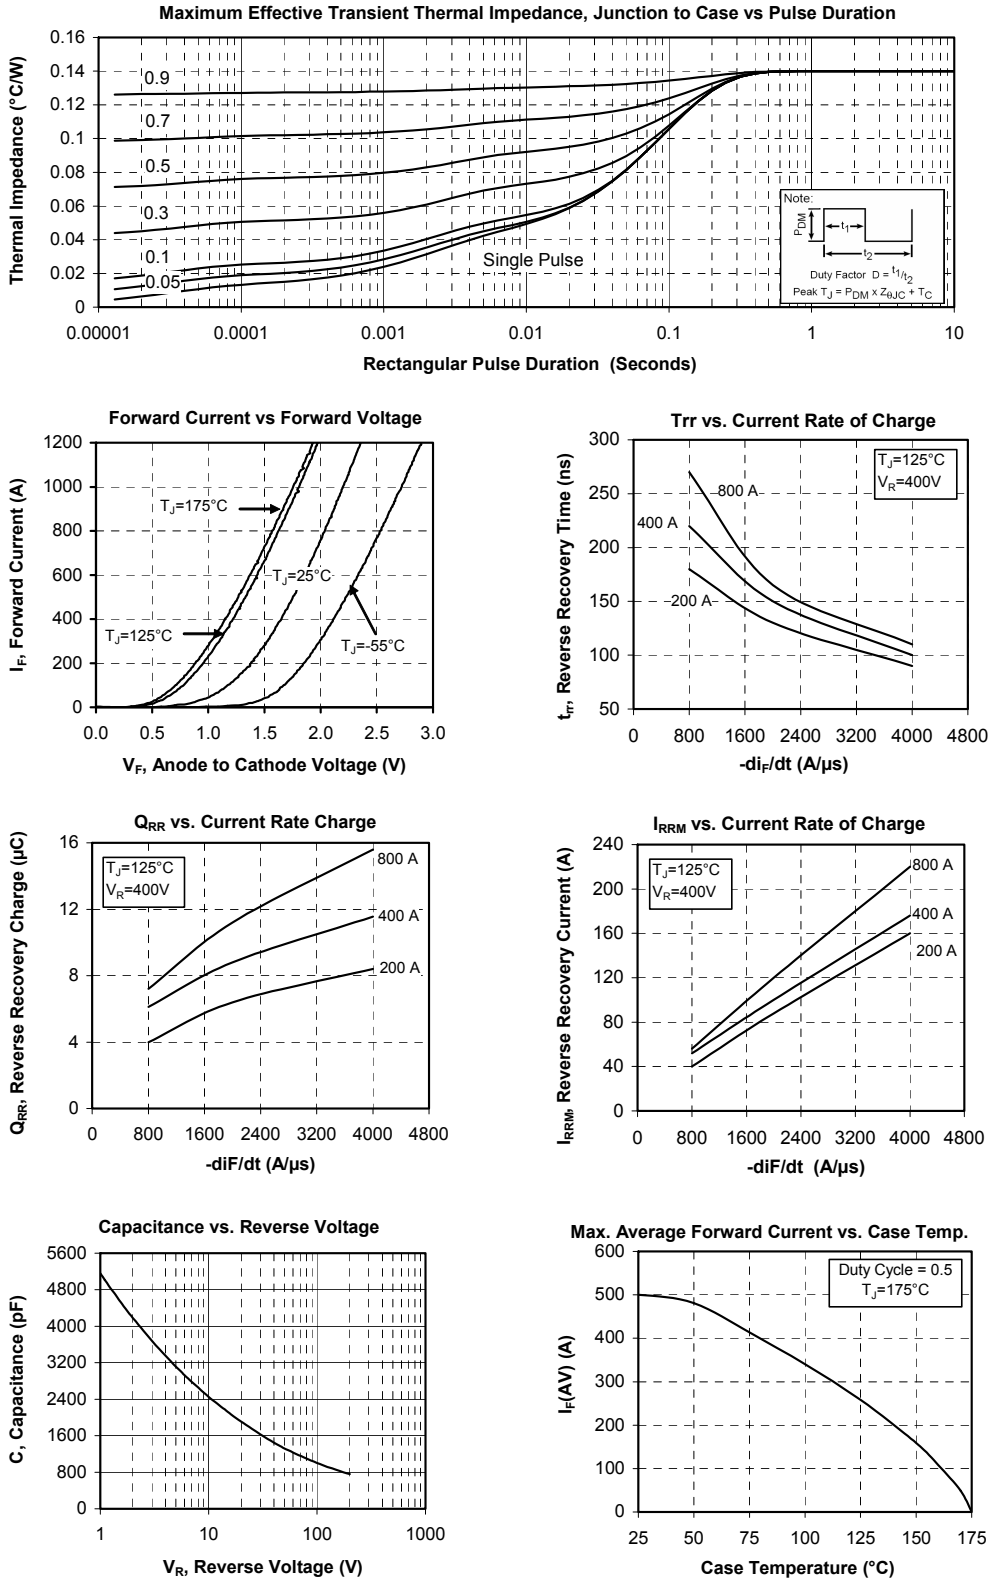 Maximum Effective Transient Thermal Impedance, Junction to Case vs Pulse Duration
Thermal Impedance (°C/W)
0.16
0.14
0.12
0.1
0.08
0.06
0.04
0.02
0
0.9
0.7
0.5
0.3
0.1
0.05
Single Pulse
Note:
PDM
t1
t2
Duty Factor D = t1/t2
Peak TJ = PDM x ZθJC + TC
0.00001 0.0001 0.001 0.01 0.1 1 10
Rectangular Pulse Duration (Seconds)
Forward Current vs Forward Voltage
IF, Forward Current (A)
1200
1000
800
600
400
200
0
TJ=175°C
TJ=25°C
TJ=125°C
TJ=-55°C
0.0 0.5 1.0 1.5 2.0 2.5 3.0
VF, Anode to Cathode Voltage (V)
Trr vs. Current Rate of Charge
trr, Reverse Recovery Time (ns)
300
250
200
150
100
50
TJ=125°C
VR=400V
800 A
400 A
200 A
0 800 1600 2400 3200 4000 4800
-diF/dt (A/µs)
QRR vs. Current Rate Charge
QRR, Reverse Recovery Charge (µC)
16
12
8
4
0
TJ=125°C
VR=400V
800 A
400 A
200 A
0 800 1600 2400 3200 4000 4800
-diF/dt (A/µs)
IRRM vs. Current Rate of Charge
IRRM, Reverse Recovery Current (A)
240
200
160
120
80
40
0
TJ=125°C
VR=400V
800 A
400 A
200 A
0 800 1600 2400 3200 4000 4800
-diF/dt (A/µs)
Capacitance vs. Reverse Voltage
C, Capacitance (pF)
5600
4800
4000
3200
2400
1600
800
0
1 10 100 1000
VR, Reverse Voltage (V)
Max. Average Forward Current vs. Case Temp.
IF(AV) (A)
600
500
400
300
200
100
0
Duty Cycle = 0.5
TJ=175°C
25 50 75 100 125 150 175
Case Temperature (°C)